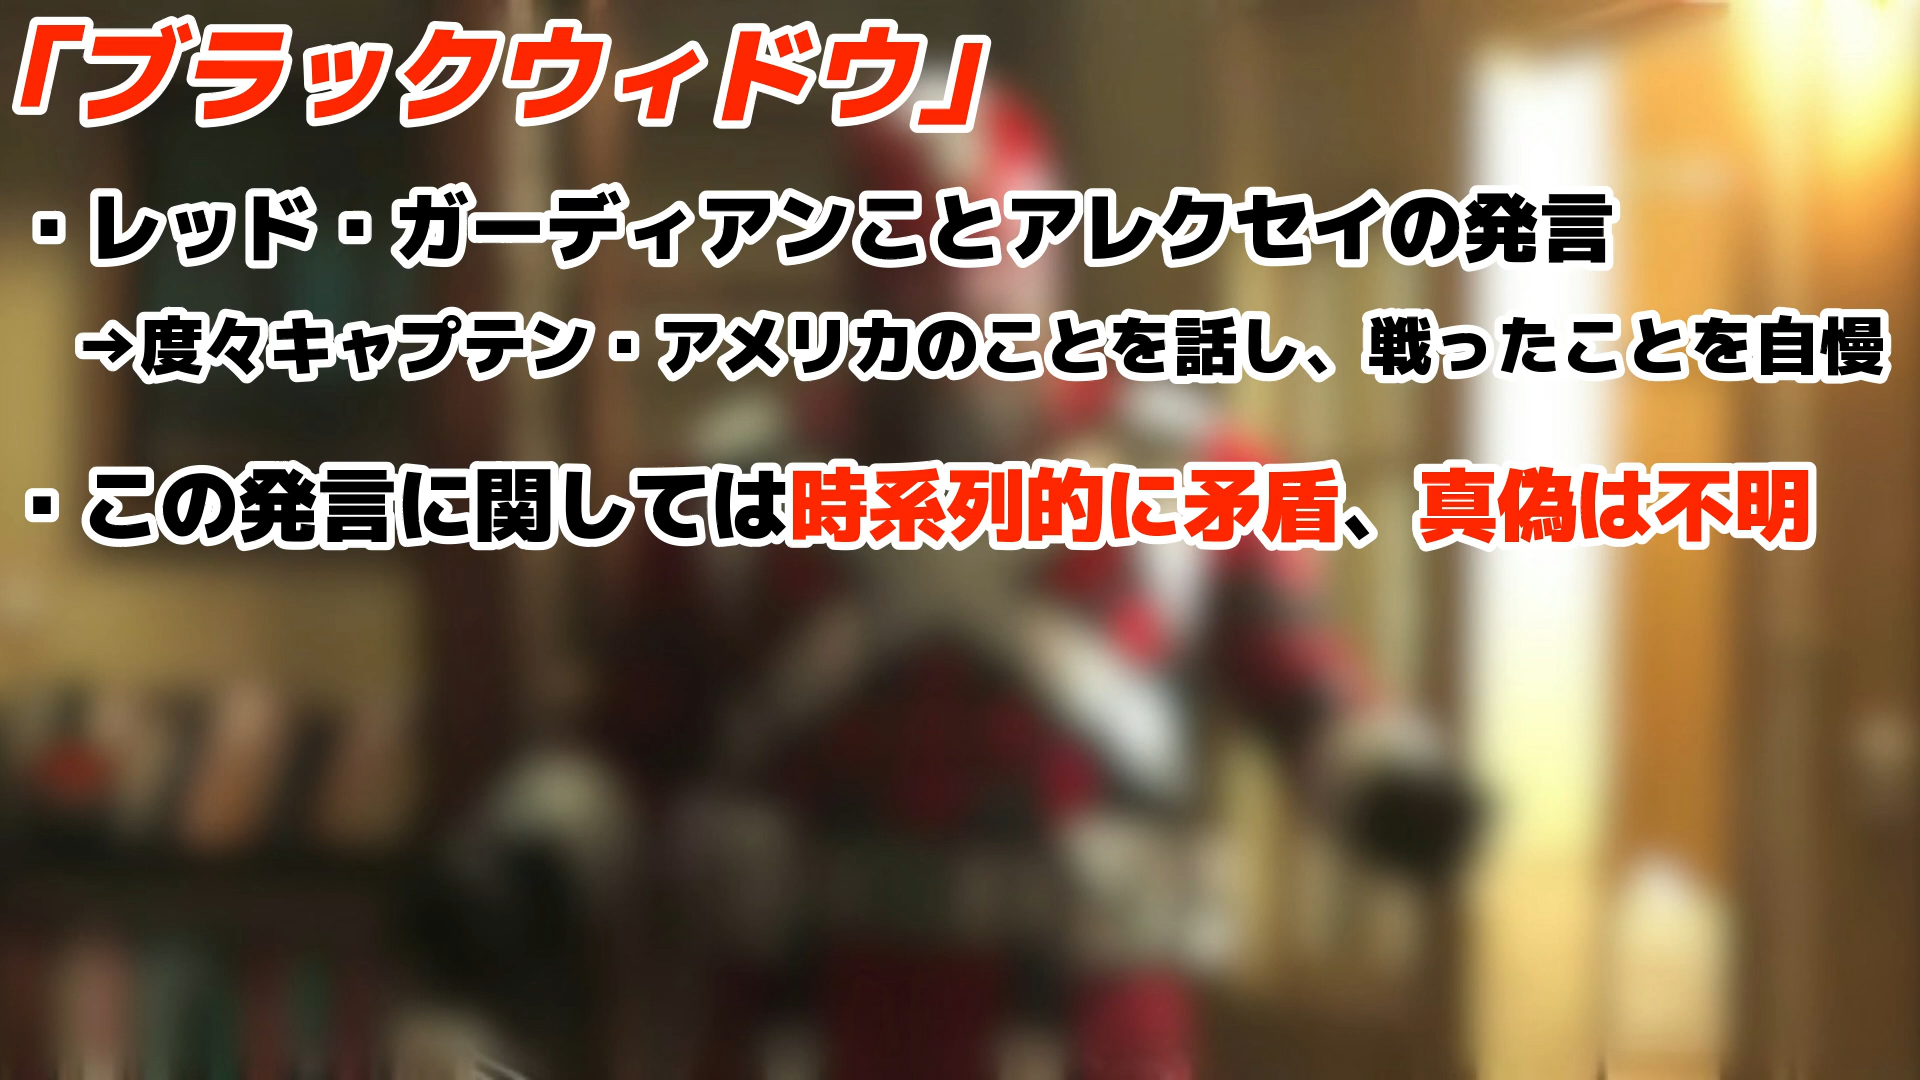 「ブラックウィドウ」
・レッド・ガーディアンことアレクセイの発言
→度々キャプテン・アメリカのことを話し、戦ったことを自慢
・この発言に関しては時系列的に矛盾、真偽は不明